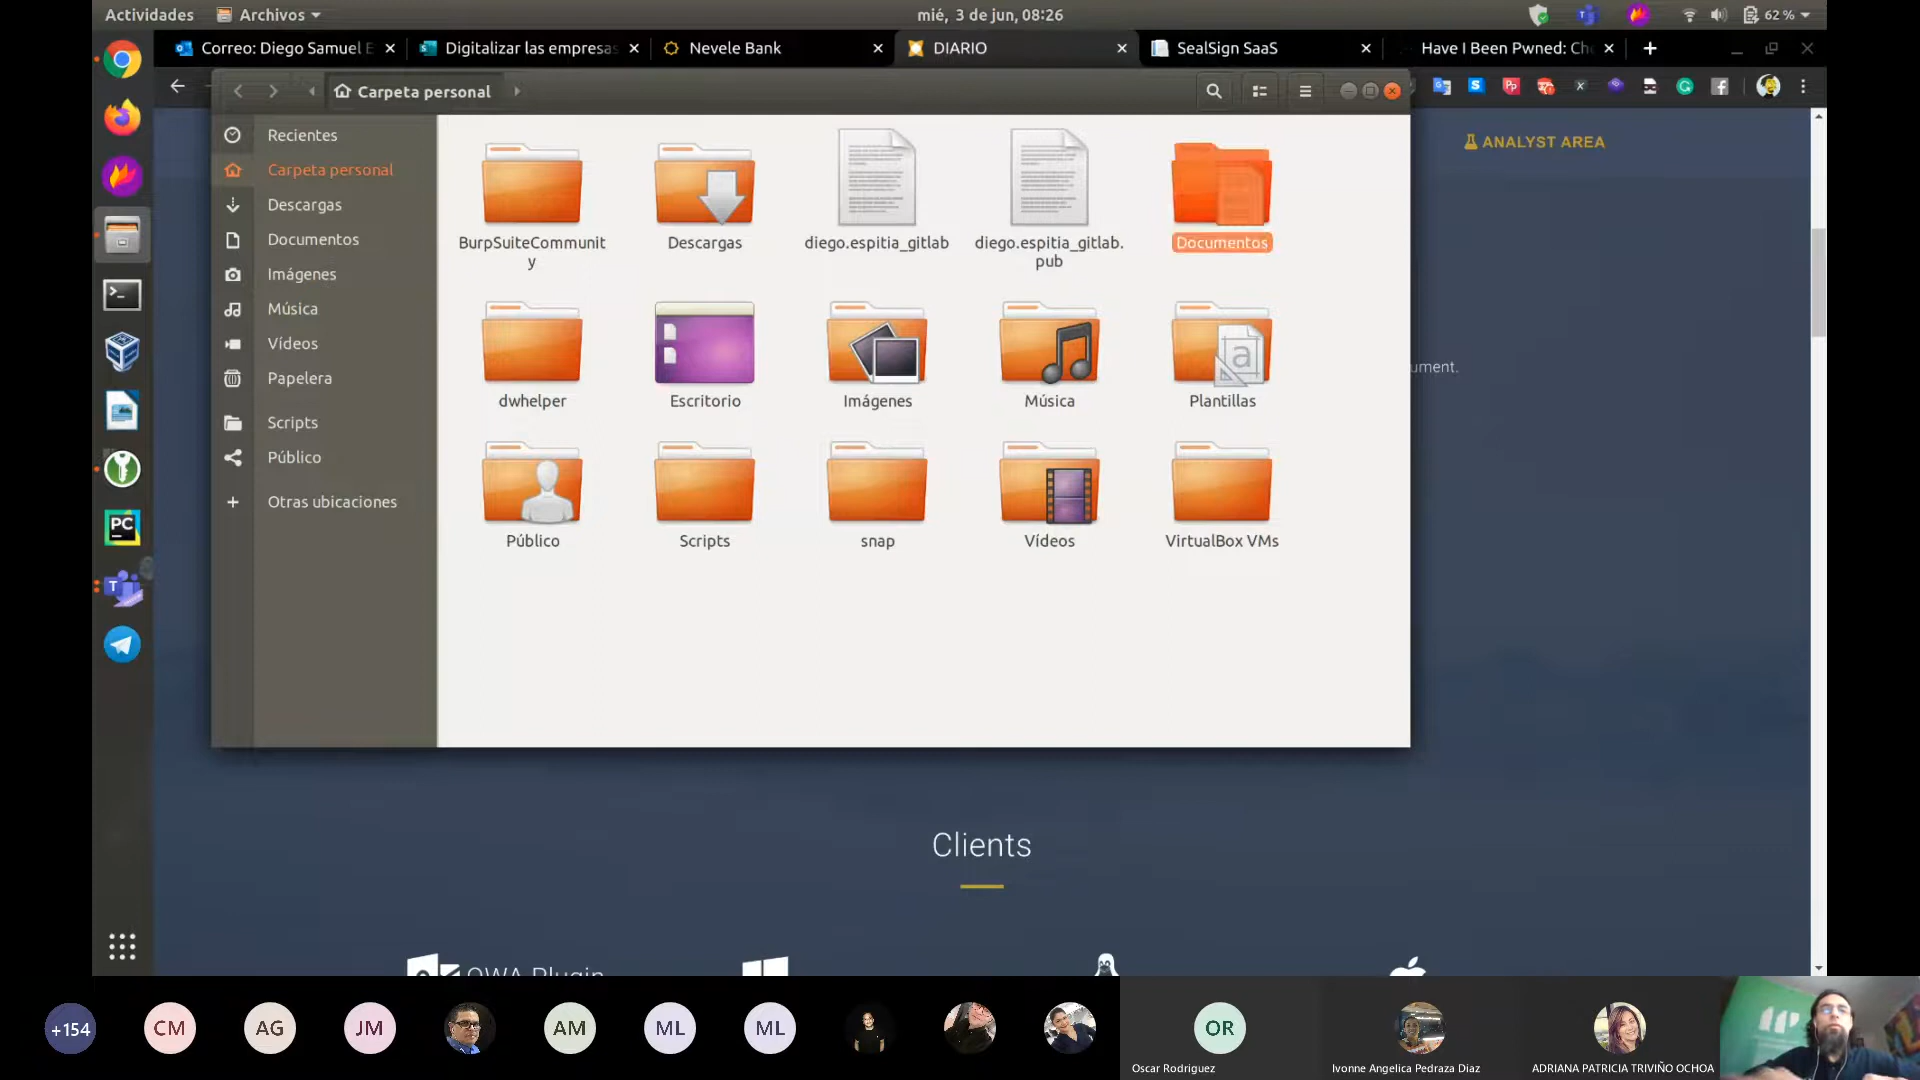 Actividades
Archivos
mié, 3 de jun, 08:26
62 %
Correo: Diego Samuel E
Digitalizar las empresas
Nevele Bank
DIARIO
SealSign SaaS
Have I Been Pwned: Che
Carpeta personal
ANALYST AREA
Recientes
Carpeta personal
Descargas
Documentos
Imágenes
Música
Vídeos
Papelera
Scripts
Público
Otras ubicaciones
BurpSuiteCommunit
y
Descargas
diego.espitia_gitlab
diego.espitia_gitlab.
pub
Documentos
dwhelper
Escritorio
Imágenes
Música
Plantillas
ument.
Público
Scripts
snap
Vídeos
VirtualBox VMs
PC
T
Clients
OWA Plugin
+154
CM
AG
JM
AM
ML
ML
OR
Oscar Rodriguez
Ivonne Angelica Pedraza Diaz
ADRIANA PATRICIA TRIVIÑO OCHOA